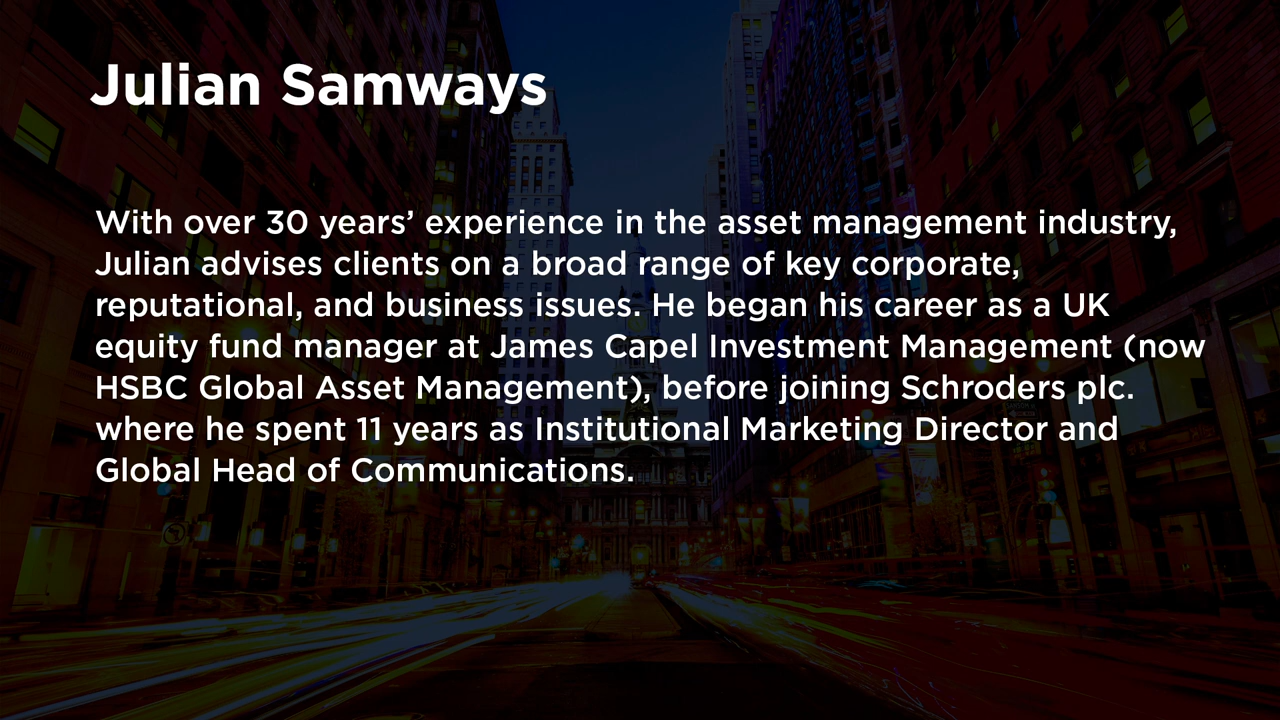 Julian Samways
With over 30 years’ experience in the asset management industry,
Julian advises clients on a broad range of key corporate,
reputational, and business issues. He began his career as a UK
equity fund manager at James Capel Investment Management (now
HSBC Global Asset Management), before joining Schroders plc.
where he spent 11 years as Institutional Marketing Director and
Global Head of Communications.